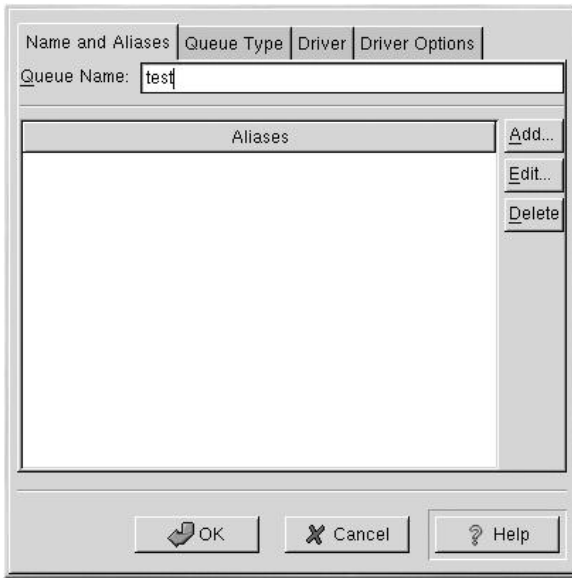 Name and Aliases Queue Type Driver Driver Options
Queue Name: test
Aliases
Add...
Edit...
Delete
OK Cancel Help